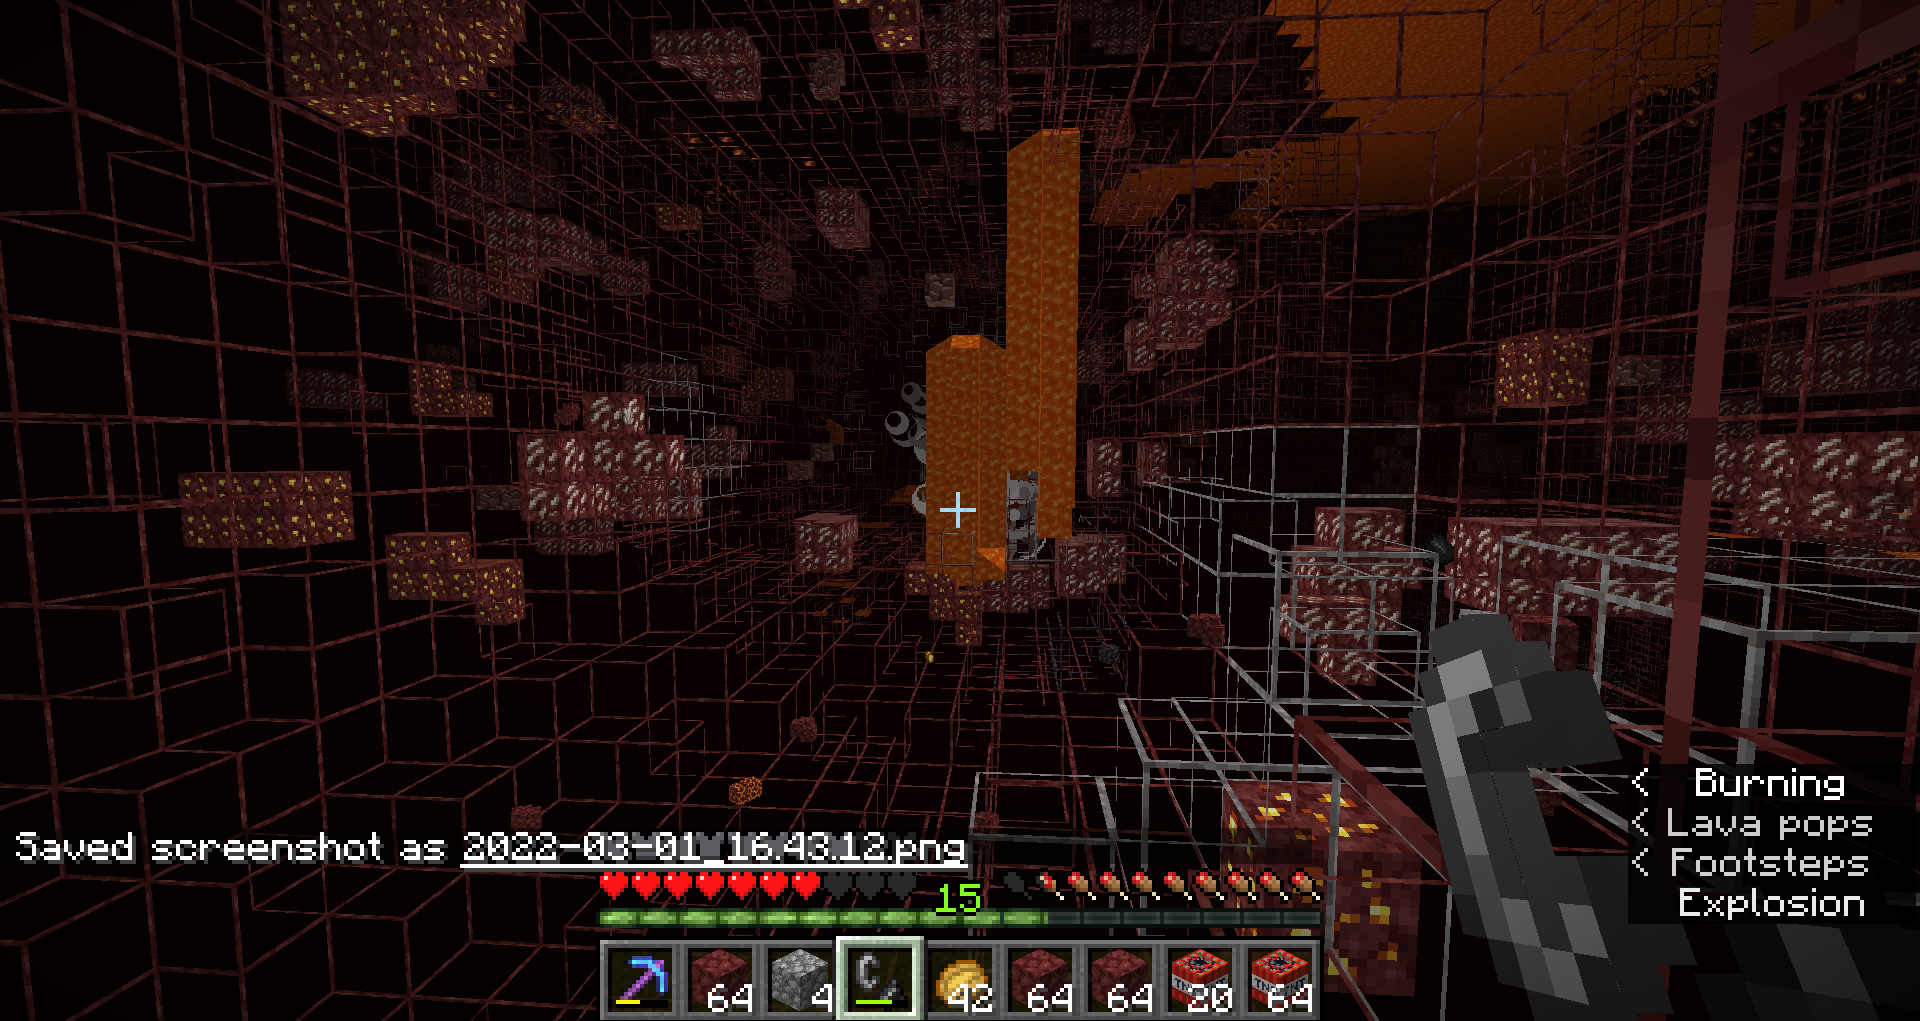 Burning
< Lava pops
< Footsteps
Explosion
Saved screenshot as 2022-03-01_16.43.12.png
15
64
4
42
64
64
20
64